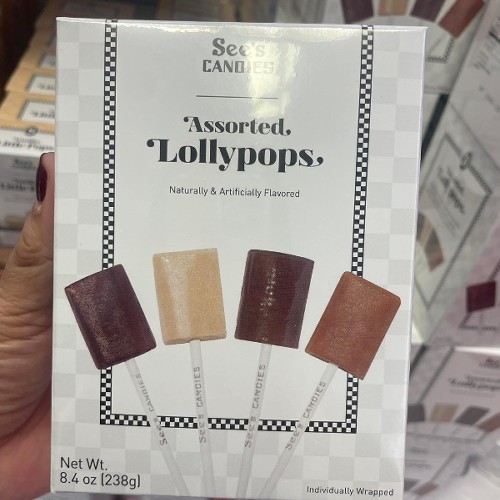 See's
CANDIES
Assorted
Lollypops
Naturally & Artificially Flavored
See's CANDIES
See's CANDIES
See's CANDIES
See's CANDIES
Net Wt.
8.4 oz (238g)
Individually Wrapped
Lollypops